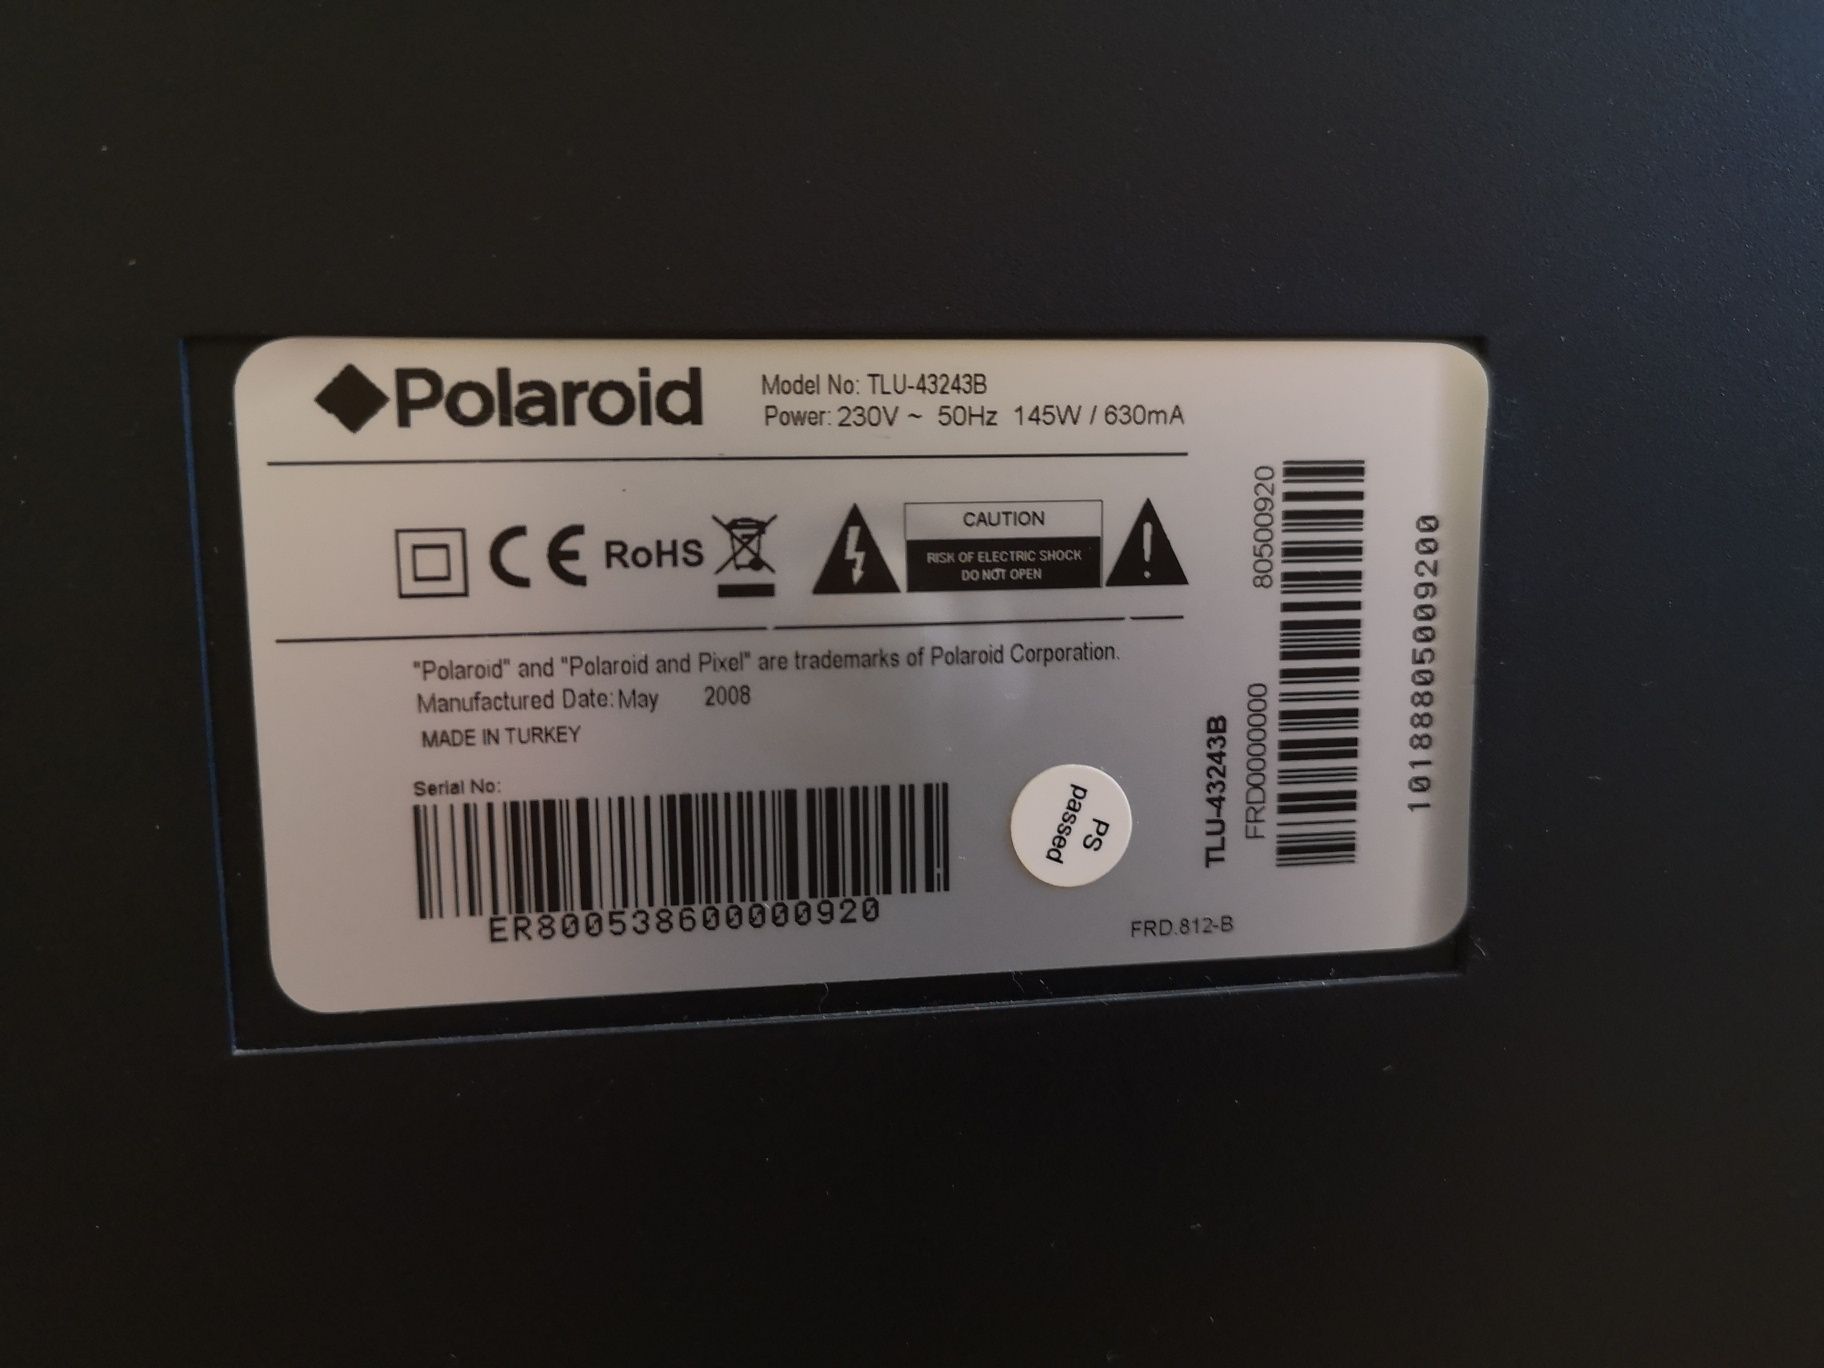 Polaroid
Model No: TLU-43243B
Power: 230V ~ 50Hz 145W / 630mA
CE RoHS
CAUTION
RISK OF ELECTRIC SHOCK
DO NOT OPEN
"Polaroid" and "Polaroid and Pixel" are trademarks of Polaroid Corporation.
Manufactured Date: May 2008
MADE IN TURKEY
Serial No:
ER8005386000000920
PS
passed
FRD.812-B
TLU-43243B
FRD0000000
80500920
10188805009200